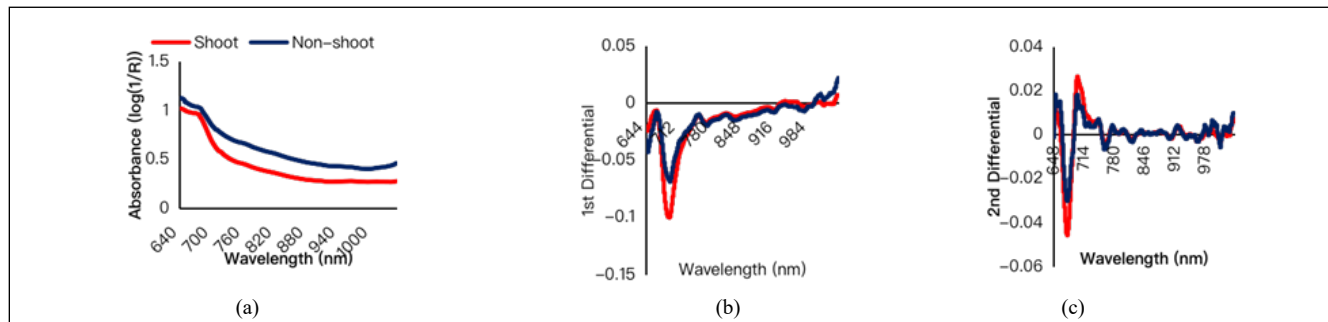 Shoot Non-shoot
Absorbance (log(1/R))
1.5
1
0.5
0
640 700 760 820 880 940 1000
Wavelength (nm)
(a)
1st Differential
0.05
0
-0.05
-0.1
-0.15
644 712 780 848 916 984
Wavelength (nm)
(b)
2nd Differential
0.04
0.02
0
-0.02
-0.04
-0.06
648 714 780 846 912 978
Wavelength (nm)
(c)